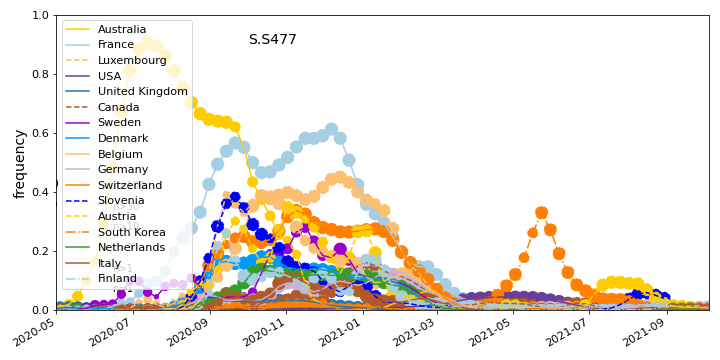 S.S477
frequency
1.0
0.8
0.6
0.4
0.2
0.0
Australia
France
Luxembourg
USA
United Kingdom
Canada
Sweden
Denmark
Belgium
Germany
Switzerland
Slovenia
Austria
South Korea
Netherlands
Italy
Finland
2020-05
2020-07
2020-09
2020-11
2021-01
2021-03
2021-05
2021-07
2021-09